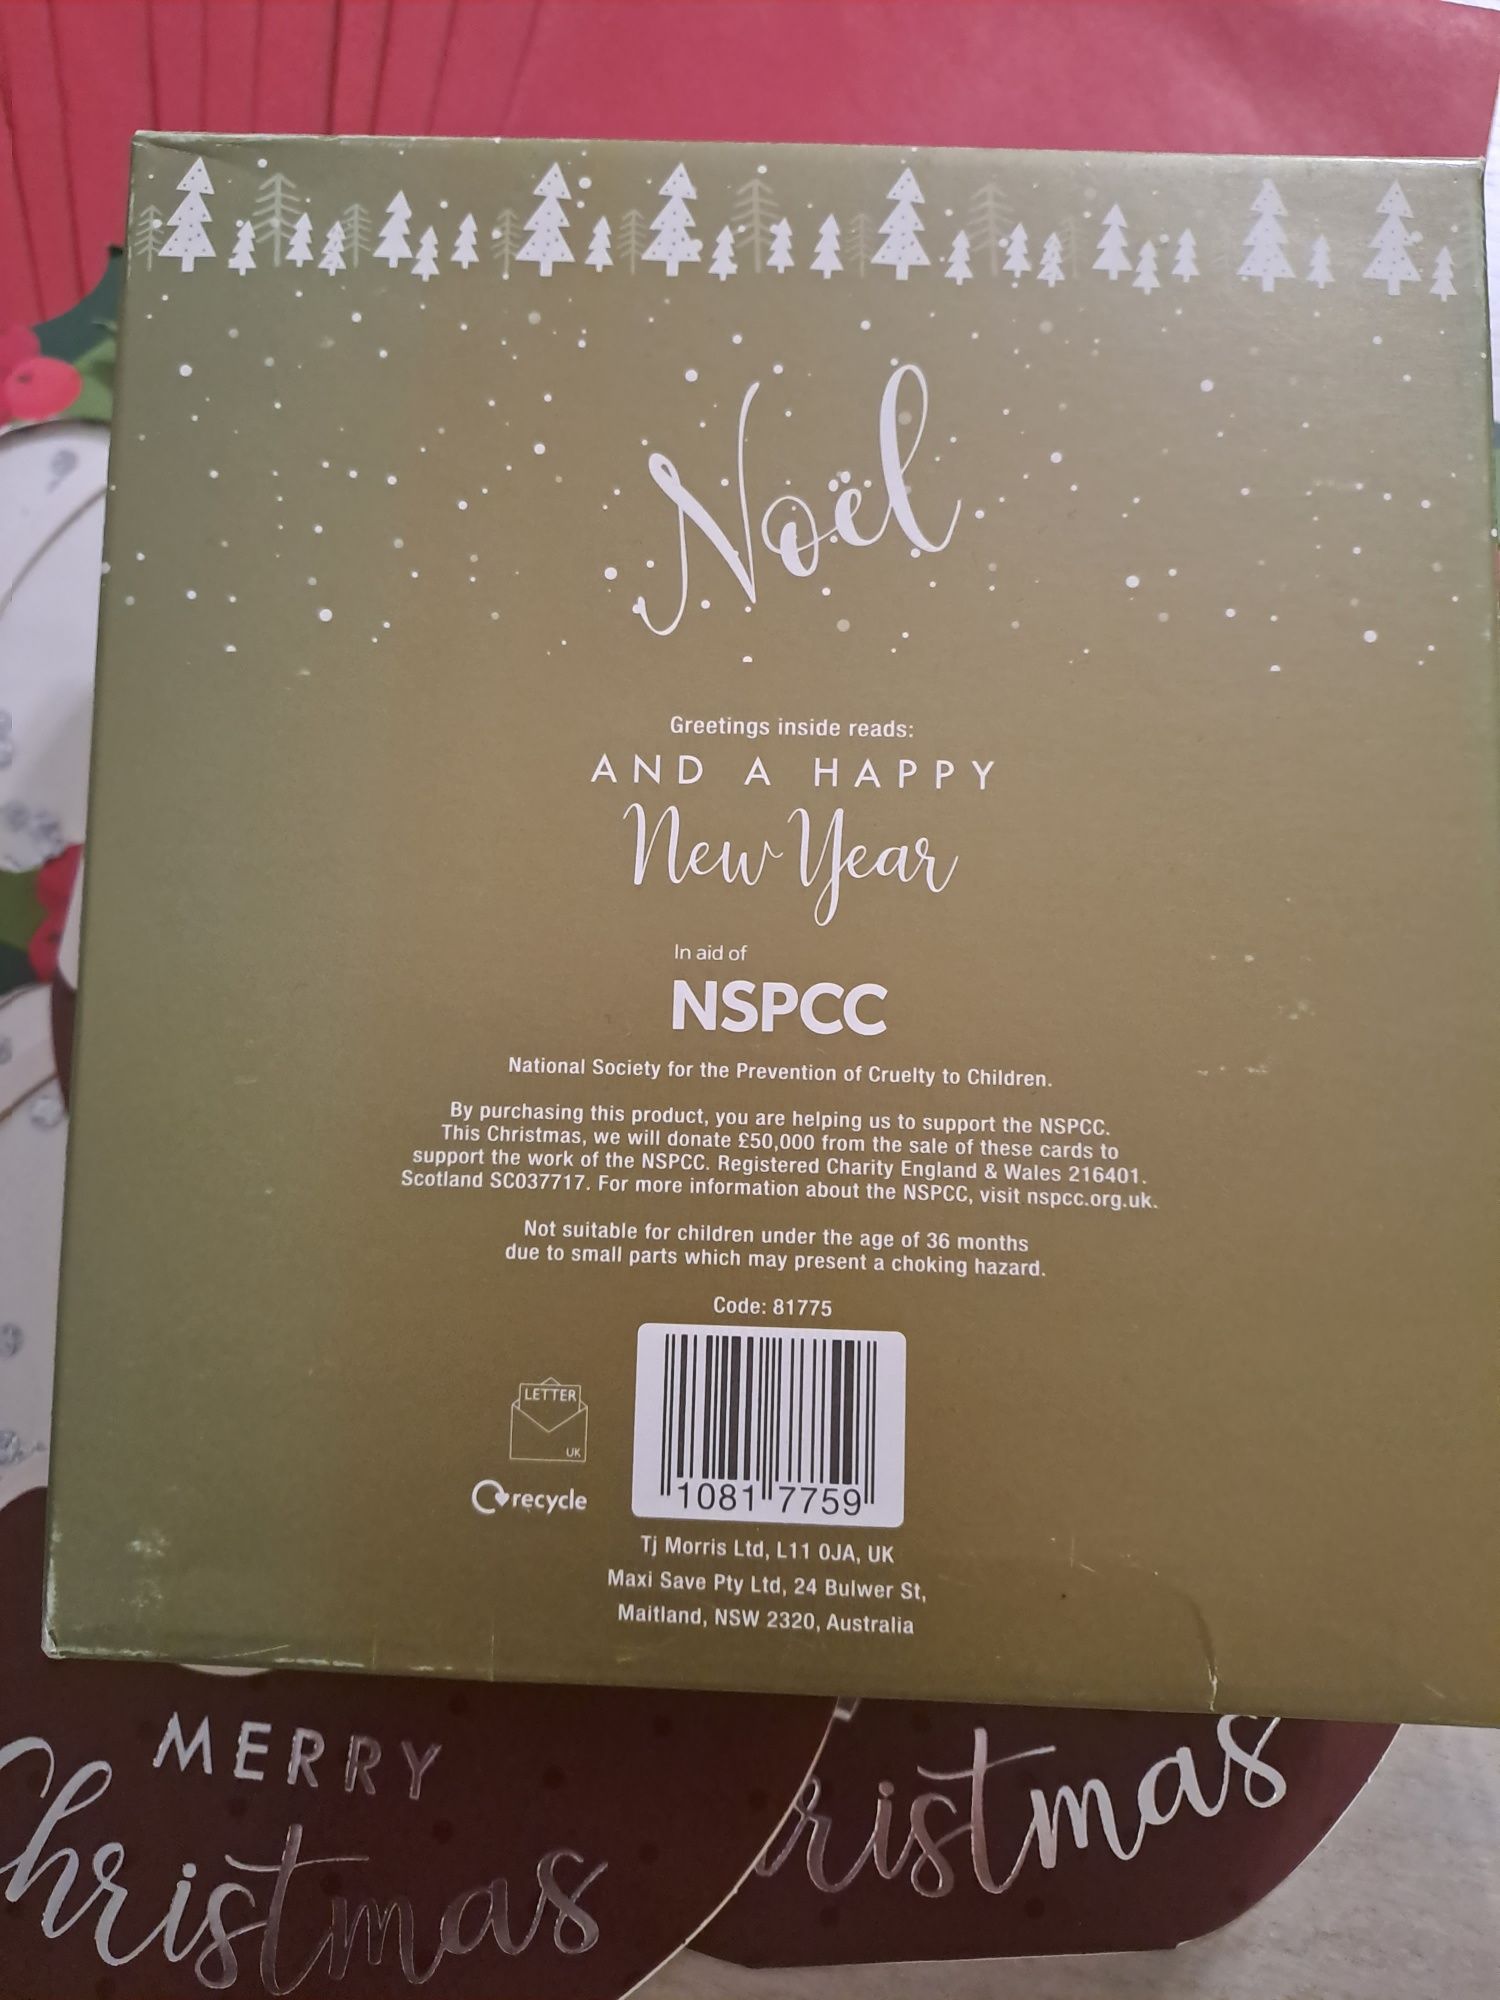 Noël
Greetings inside reads:
AND A HAPPY
New Year
In aid of
NSPCC
National Society for the Prevention of Cruelty to Children.
By purchasing this product, you are helping us to support the NSPCC.
This Christmas, we will donate £50,000 from the sale of these cards to
support the work of the NSPCC. Registered Charity England & Wales 216401.
Scotland SC037717. For more information about the NSPCC, visit nspcc.org.uk.
Not suitable for children under the age of 36 months
due to small parts which may present a choking hazard.
Code: 81775
LETTER
UK
recycle
1081 7759
Tj Morris Ltd, L11 0JA, UK
Maxi Save Pty Ltd, 24 Bulwer St,
Maitland, NSW 2320, Australia
MERRY
Christmas
ristmas